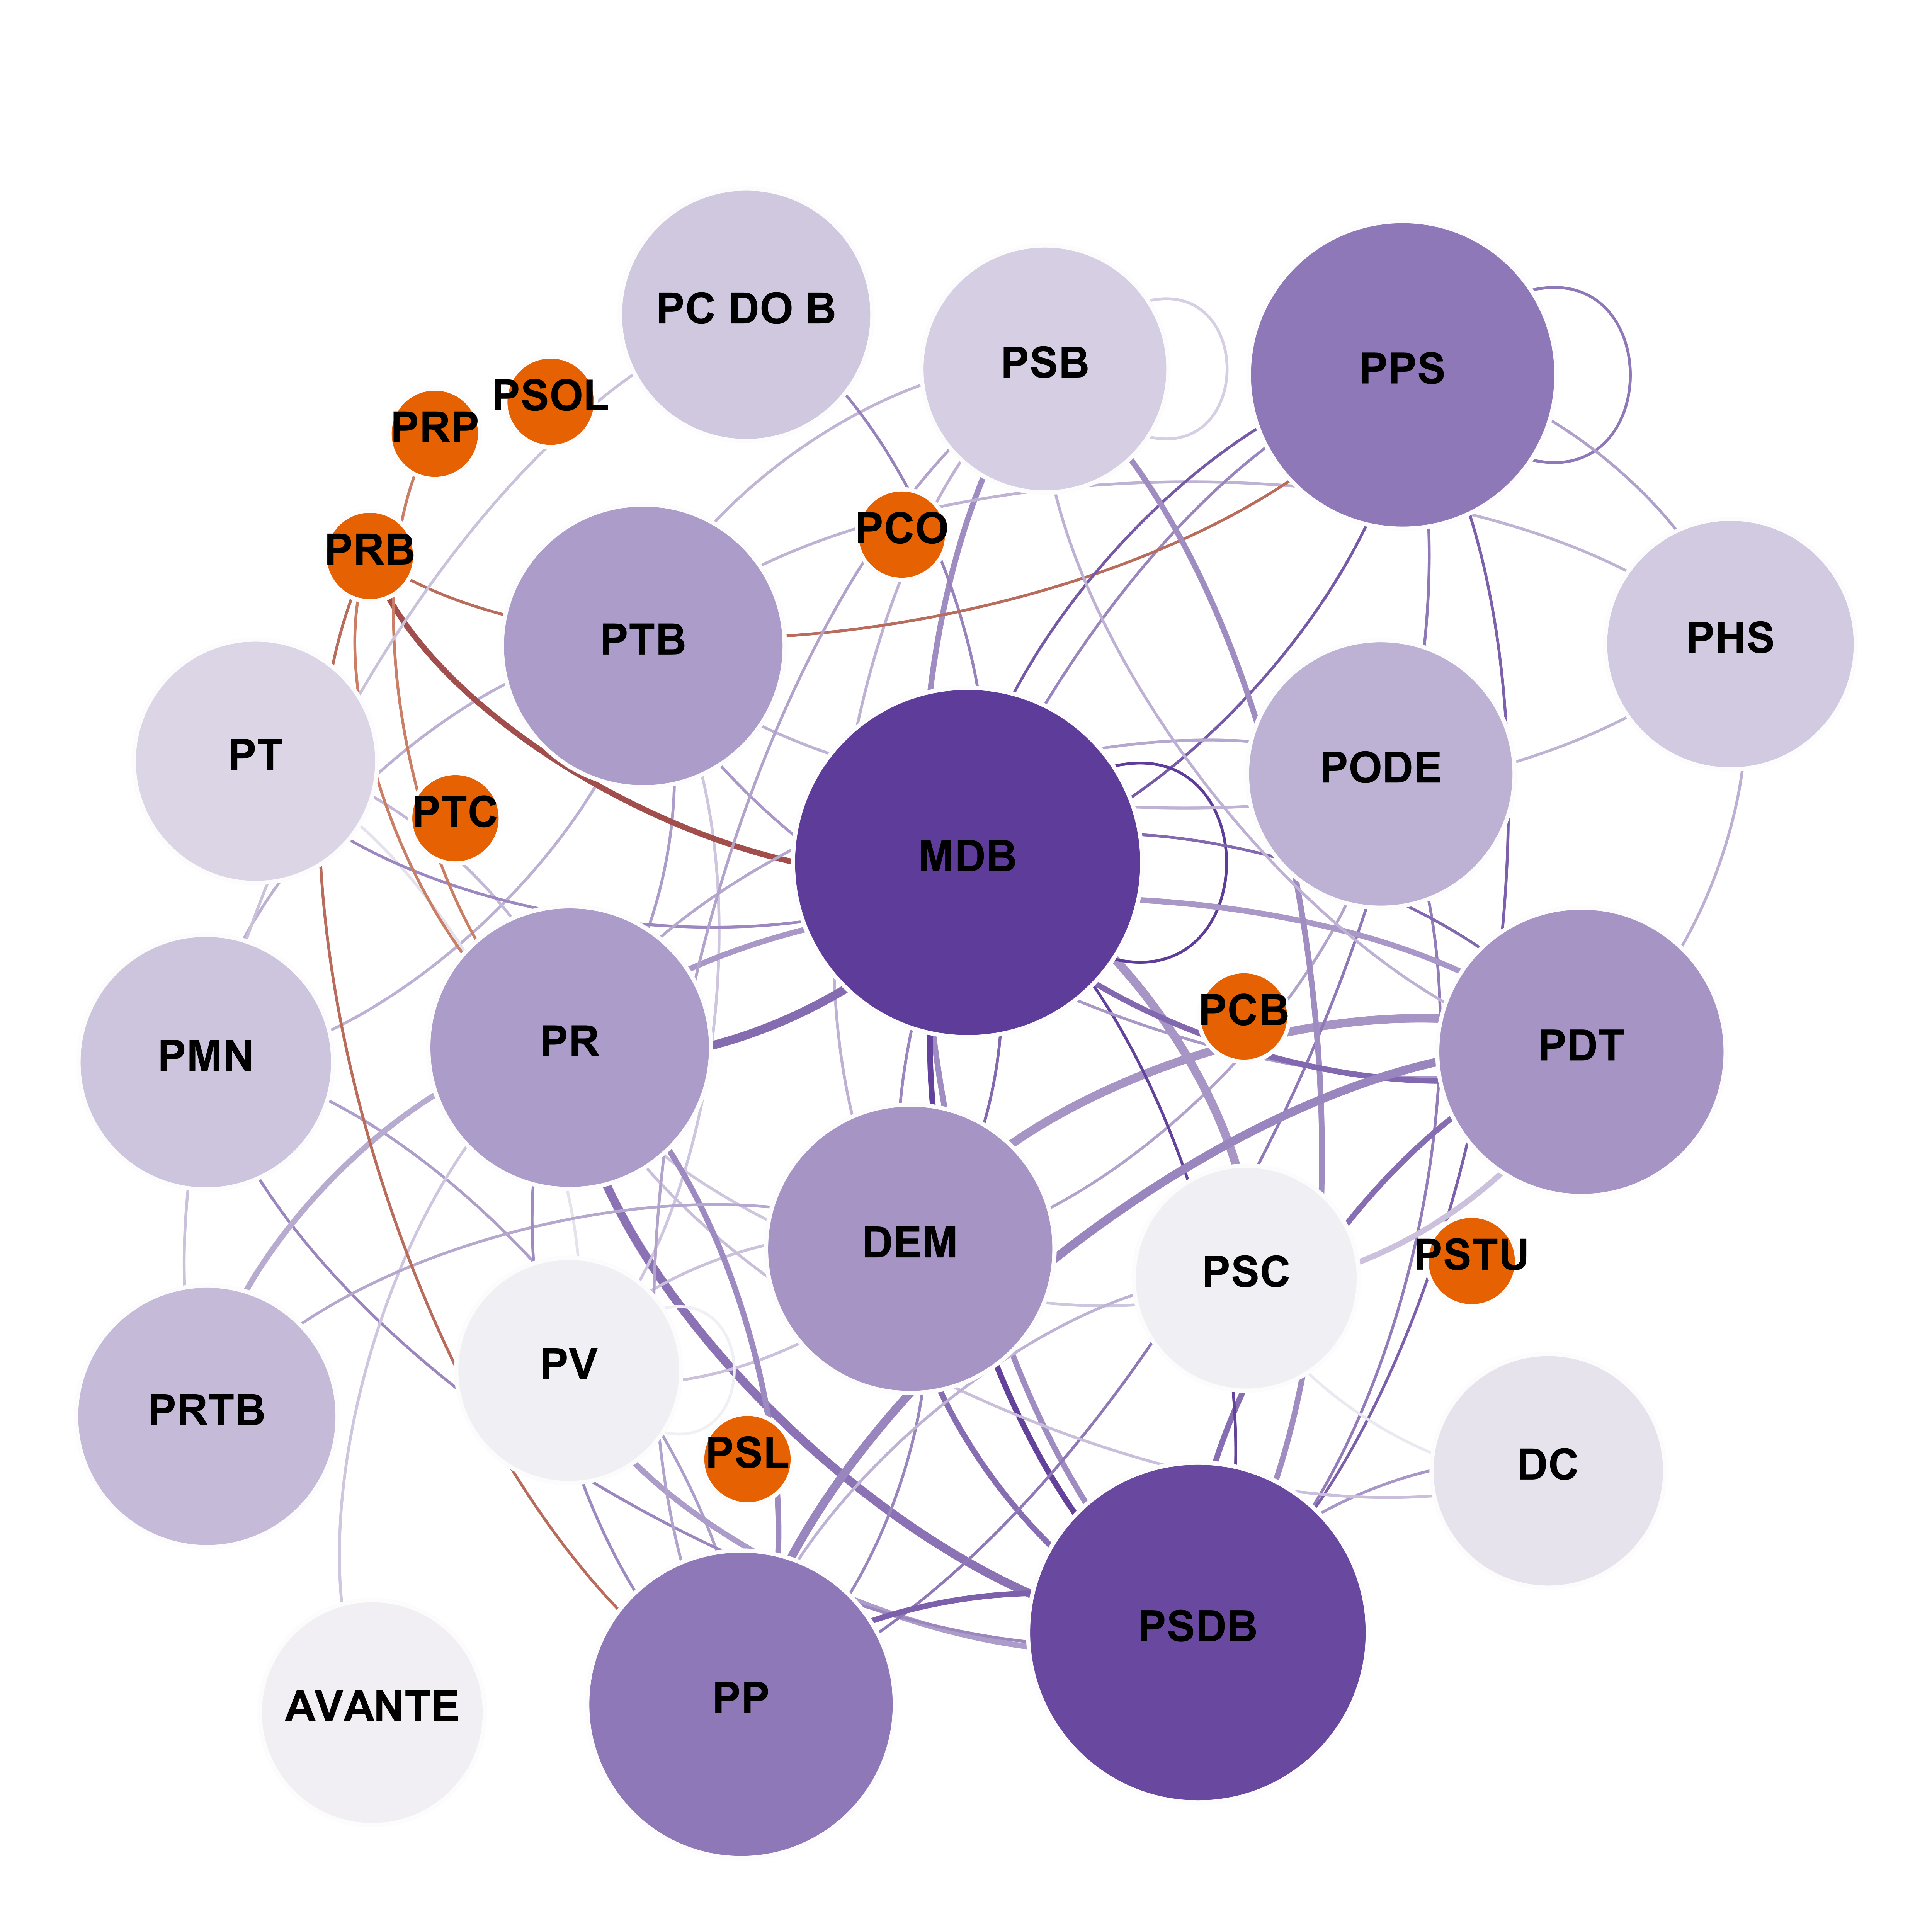 PC DO B
PSB
PPS
PSOL
PRP
PCO
PRB
PTB
PHS
PT
PODE
PTC
MDB
PCB
PR
PDT
PMN
DEM
PSTU
PSC
PV
PRTB
PSL
DC
PSDB
PP
AVANTE